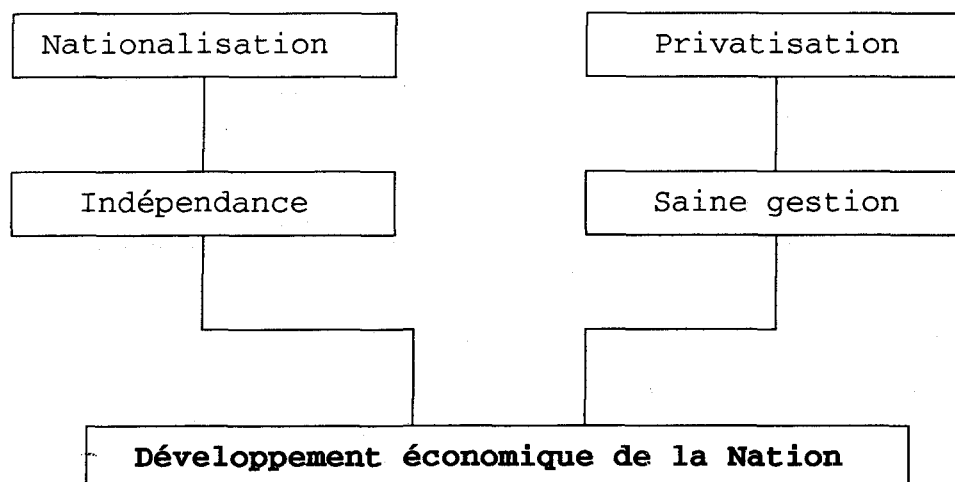 Nationalisation
Privatisation
Indépendance
Saine gestion
Développement économique de la Nation